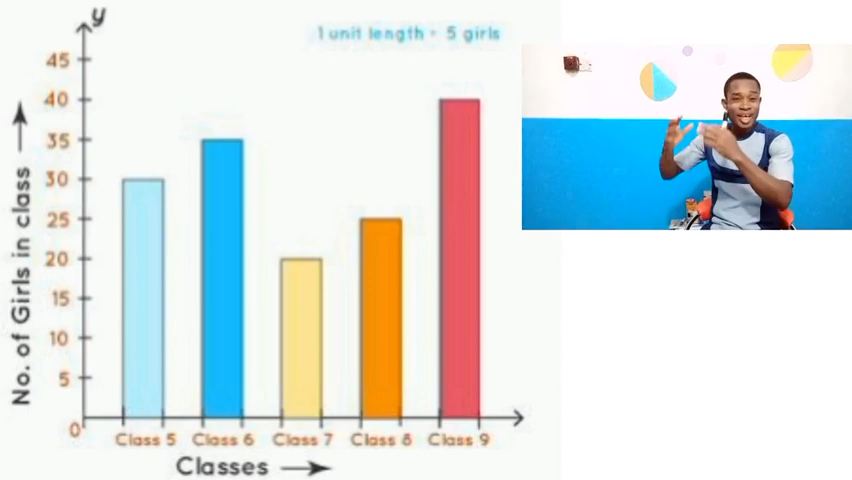 y
1 unit length - 5 girls
45
40
35
30
25
20
15
10
5
0
No. of Girls in class
Class 5 Class 6 Class 7 Class 8 Class 9
Classes